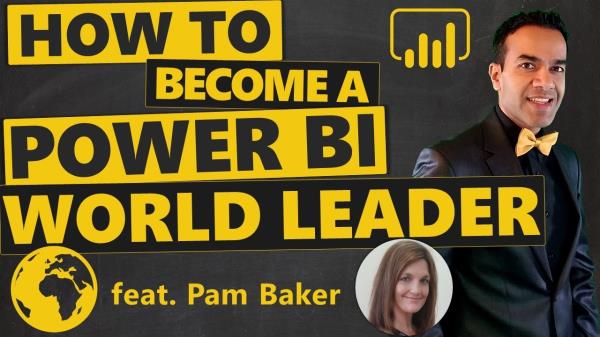 HOW TO
BECOME A
POWER BI
WORLD LEADER
feat. Pam Baker